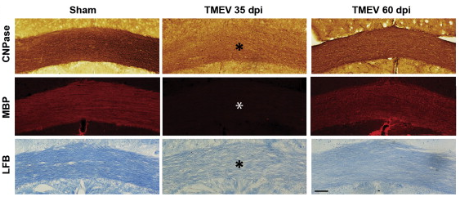 Sham TMEV 35 dpi TMEV 60 dpi
CNPase
*
MBP
*
LFB
*